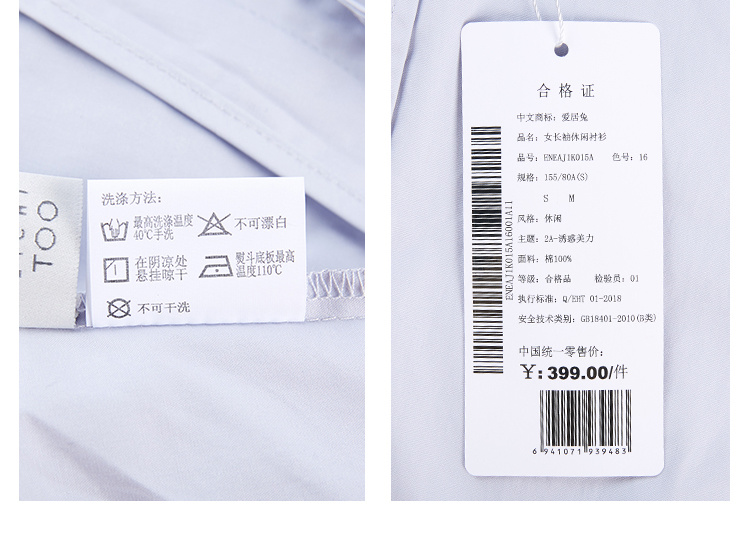 TOO
洗涤方法:
最高洗涤温度
40℃手洗
不可漂白
在阴凉处
悬挂晾干
熨斗底板最高
温度110℃
不可干洗
合格证
中文商标: 爱居兔
品名: 女长袖休闲衬衫
品号: ENEAJ1K015A 色号: 16
规格: 155/80A(S)
S M
风格: 休闲
主题: 2A-诱惑美力
面料: 棉100%
等级: 合格品 检验员: 01
执行标准: Q/EHT 01-2018
安全技术类别: GB18401-2010(B类)
ENEAJ1K015A16001A11
中国统一零售价:
¥: 399.00/件
6 941071 939483